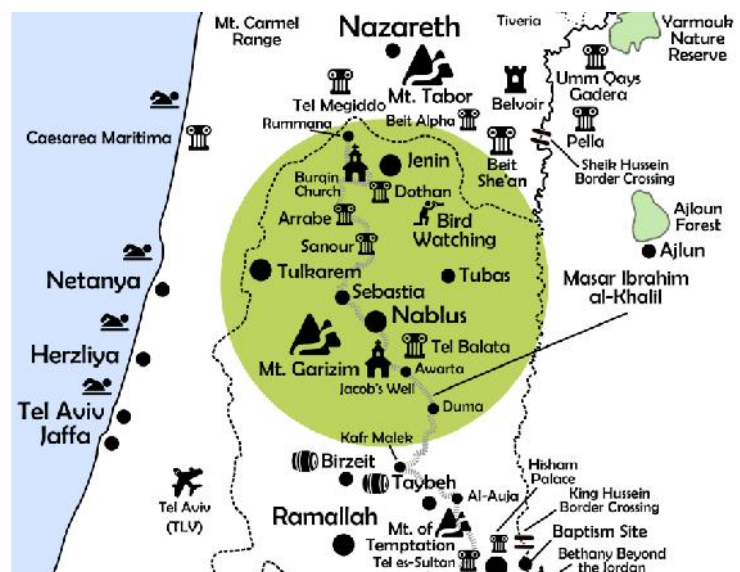 Mt. Carmel
Range
Nazareth
Tiveria
Yarmouk
Nature
Reserve
Mt. Tabor
Tel Megiddo
Rummana
Beit Alpha
Belvoir
Umm Qays
Gadera
Caesarea Maritima
Pella
Beit
She'an
Sheik Hussein
Border Crossing
Jenin
Burqin
Church
Dothan
Arrabe
Bird
Watching
Sanour
Ajloun
Forest
Ajlun
Tulkarem
Tubas
Masar Ibrahim
al-Khalil
Netanya
Sebastia
Nablus
Tel Balata
Mt. Garizim
Herzliya
Awarta
Jacob's Well
Duma
Tel Aviv
Jaffa
Kafr Malek
Birzeit
Taybeh
Hisham
Palace
Al-Auja
King Hussein
Border Crossing
Tel Aviv
(TLV)
Ramallah
Mt. of
Temptation
Baptism Site
Tel es-Sultan
Bethany Beyond
the Jordan